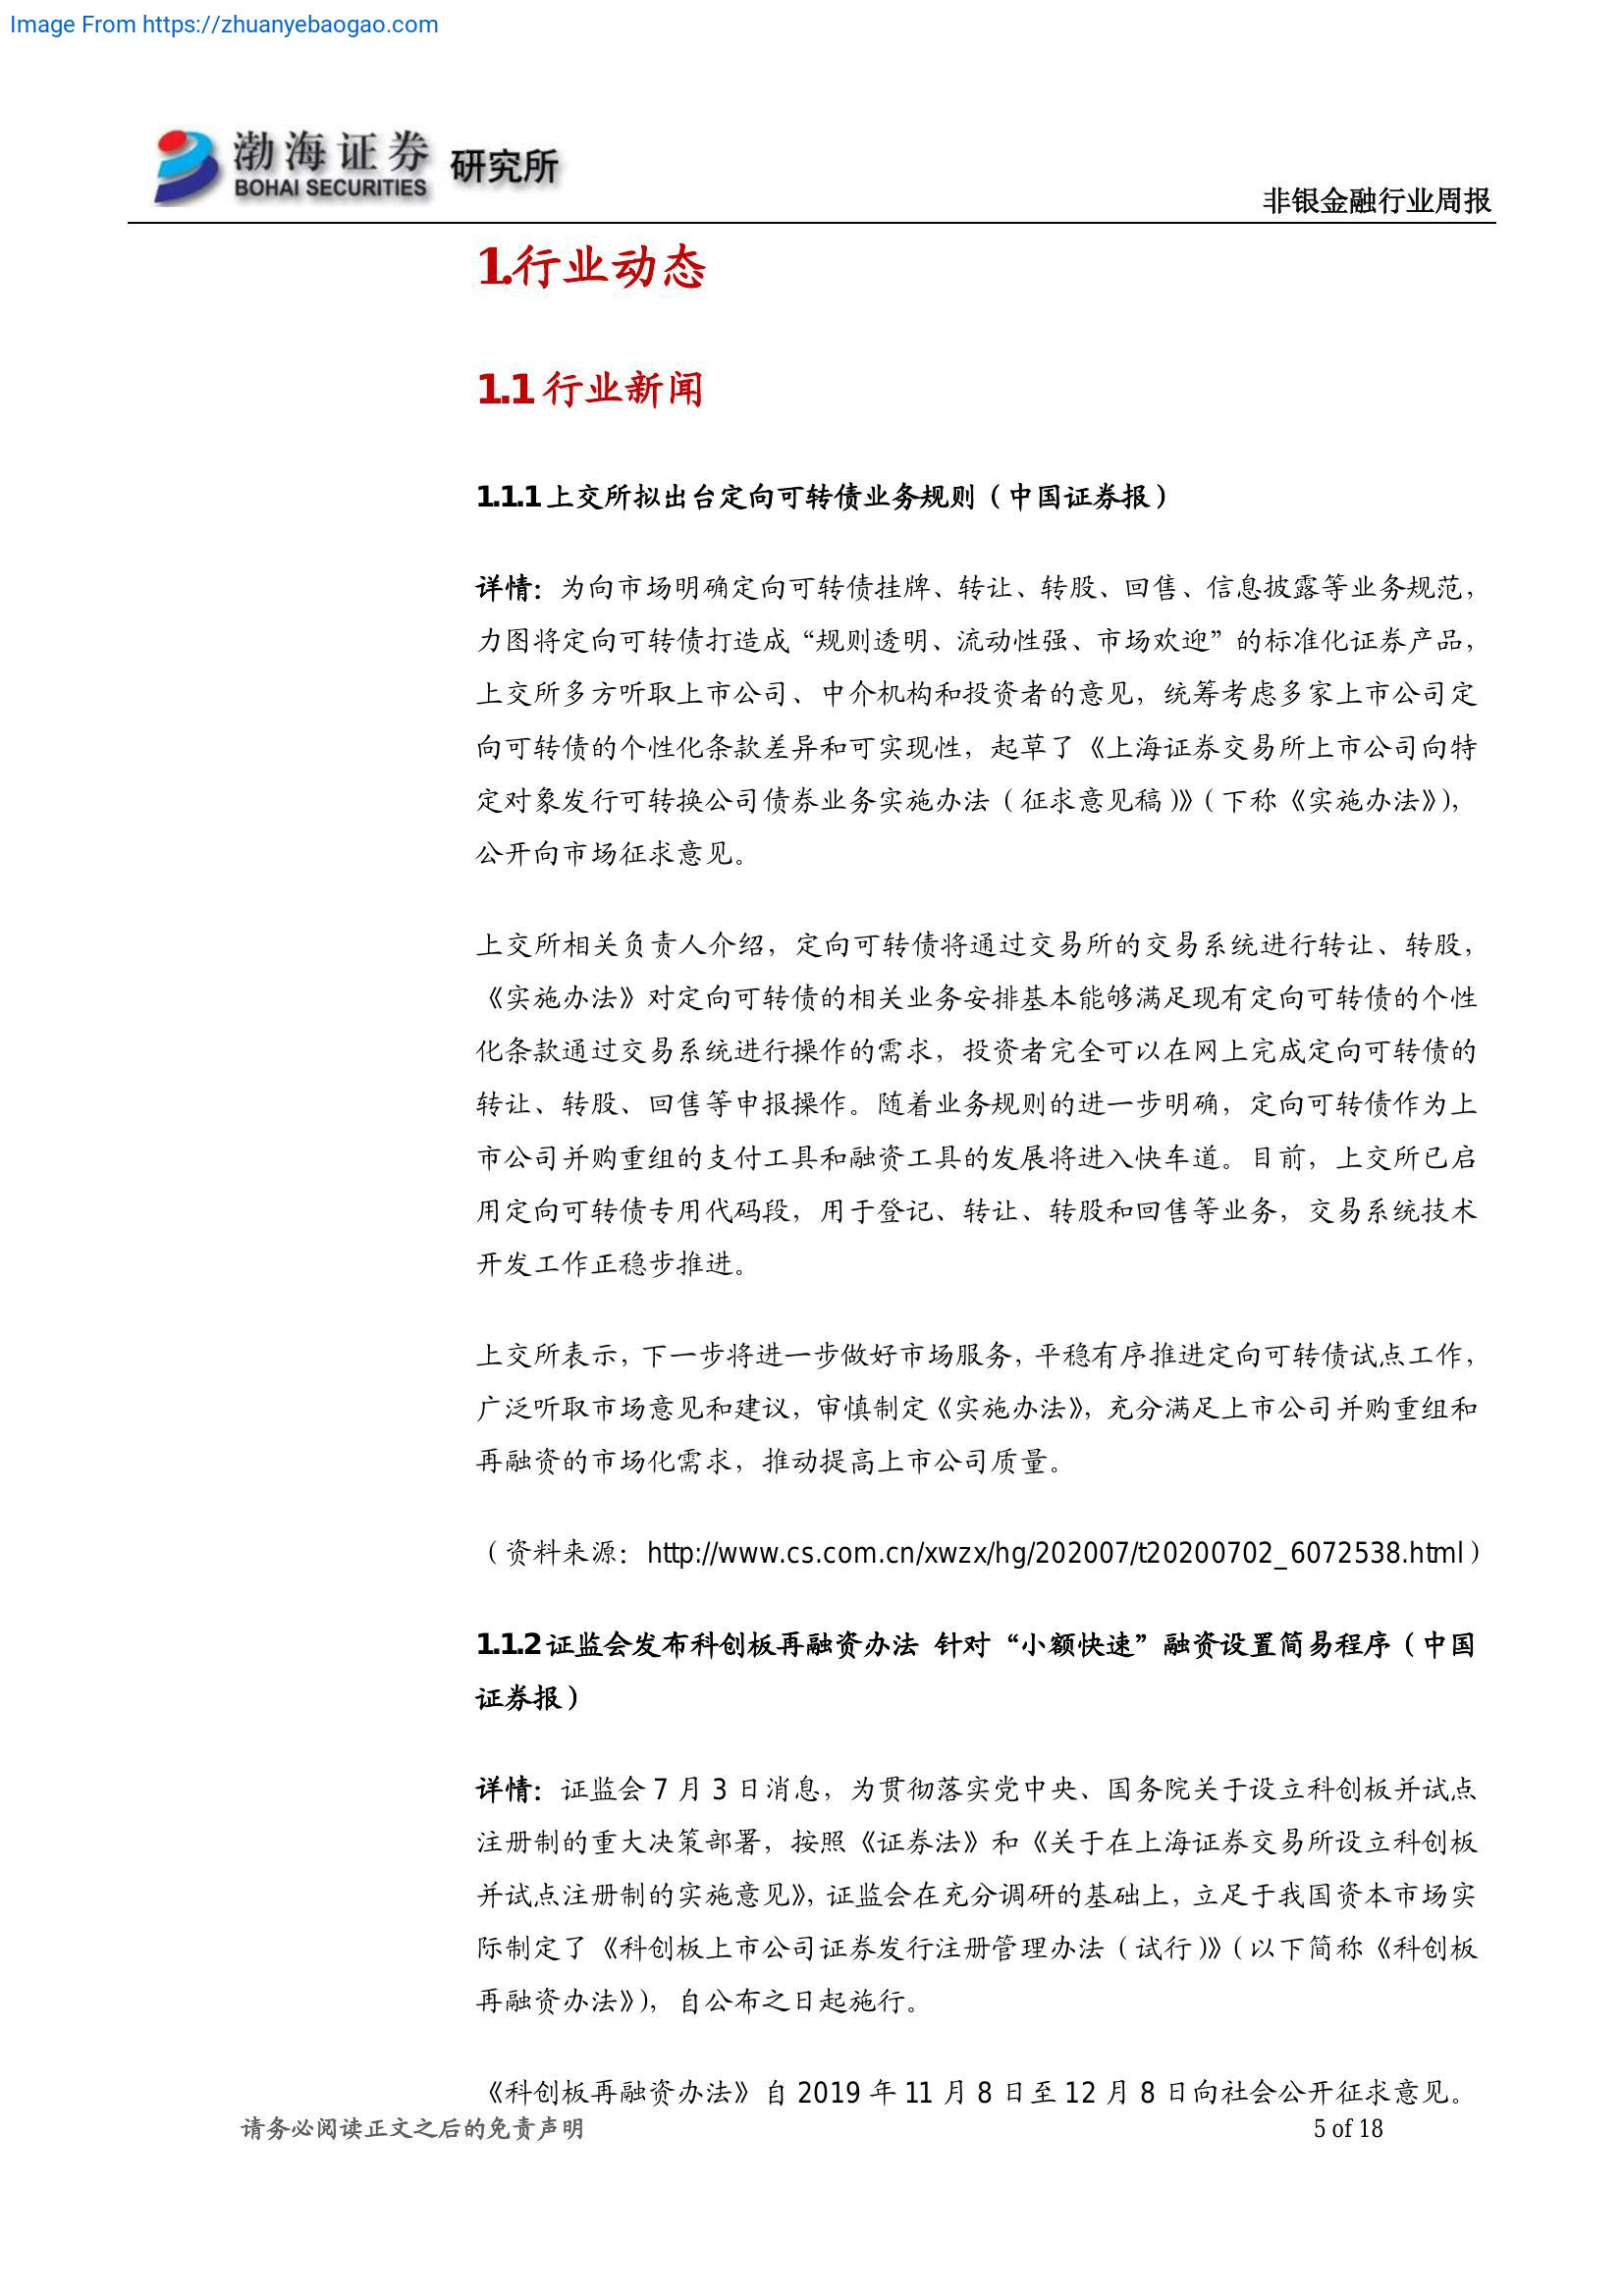 Image From https://zhuanyebaogao.com
渤海证券 研究所
BOHAI SECURITIES
非银金融行业周报
1.行业动态
1.1 行业新闻
1.1.1 上交所拟出台定向可转债业务规则（中国证券报）
详情：为向市场明确定向可转债挂牌、转让、转股、回售、信息披露等业务规范，
力图将定向可转债打造成“规则透明、流动性强、市场欢迎”的标准化证券产品，
上交所多方听取上市公司、中介机构和投资者的意见，统筹考虑多家上市公司定
向可转债的个性化条款差异和可实现性，起草了《上海证券交易所上市公司向特
定对象发行可转换公司债券业务实施办法（征求意见稿）》（下称《实施办法》），
公开向市场征求意见。
上交所相关负责人介绍，定向可转债将通过交易所的交易系统进行转让、转股，
《实施办法》对定向可转债的相关业务安排基本能够满足现有定向可转债的个性
化条款通过交易系统进行操作的需求，投资者完全可以在网上完成定向可转债的
转让、转股、回售等申报操作。随着业务规则的进一步明确，定向可转债作为上
市公司并购重组的支付工具和融资工具的发展将进入快车道。目前，上交所已启
用定向可转债专用代码段，用于登记、转让、转股和回售等业务，交易系统技术
开发工作正稳步推进。
上交所表示，下一步将进一步做好市场服务，平稳有序推进定向可转债试点工作，
广泛听取市场意见和建议，审慎制定《实施办法》，充分满足上市公司并购重组和
再融资的市场化需求，推动提高上市公司质量。
（资料来源：http://www.cs.com.cn/xwzx/hg/202007/t20200702_6072538.html）
1.1.2 证监会发布科创板再融资办法 针对“小额快速”融资设置简易程序（中国
证券报）
详情：证监会 7 月 3 日消息，为贯彻落实党中央、国务院关于设立科创板并试点
注册制的重大决策部署，按照《证券法》和《关于在上海证券交易所设立科创板
并试点注册制的实施意见》，证监会在充分调研的基础上，立足于我国资本市场实
际制定了《科创板上市公司证券发行注册管理办法（试行）》（以下简称《科创板
再融资办法》），自公布之日起施行。
《科创板再融资办法》自 2019 年 11 月 8 日至 12 月 8 日向社会公开征求意见。
请务必阅读正文之后的免责声明
5 of 18